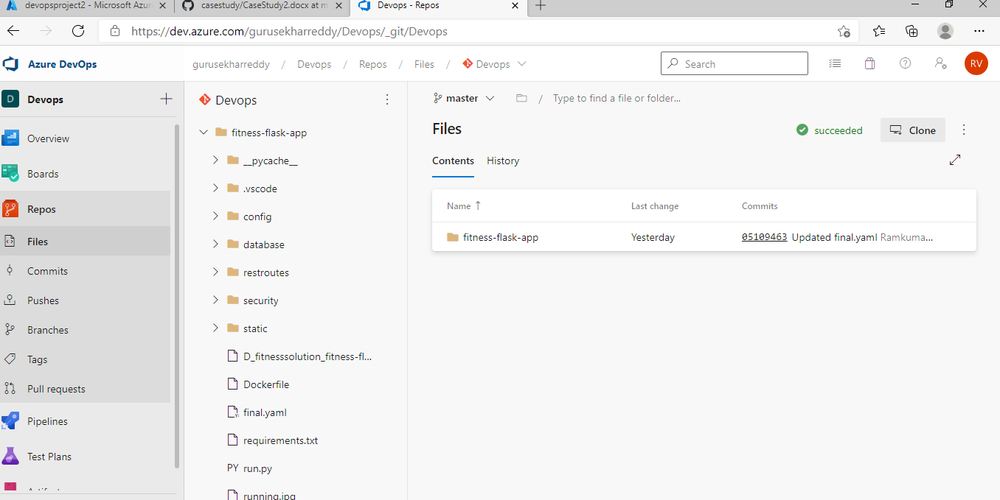 devopsproject2 - Microsoft Azur
casestudy/CaseStudy2.docx at m
Devops - Repos
https://dev.azure.com/gurusekharreddy/Devops/_git/Devops
Azure DevOps
gurusekharreddy / Devops / Repos / Files / Devops
Search
RV
D Devops
Overview
Boards
Repos
Files
Commits
Pushes
Branches
Tags
Pull requests
Pipelines
Test Plans
Devops
fitness-flask-app
__pycache__
.vscode
config
database
restroutes
security
static
D_fitnesssolution_fitness-fl...
Dockerfile
final.yaml
requirements.txt
PY run.py
running.jpg
master / Type to find a file or folder...
Files
succeeded
Clone
Contents History
Name Last change Commits
fitness-flask-app Yesterday 05109463 Updated final.yaml Ramkuma...